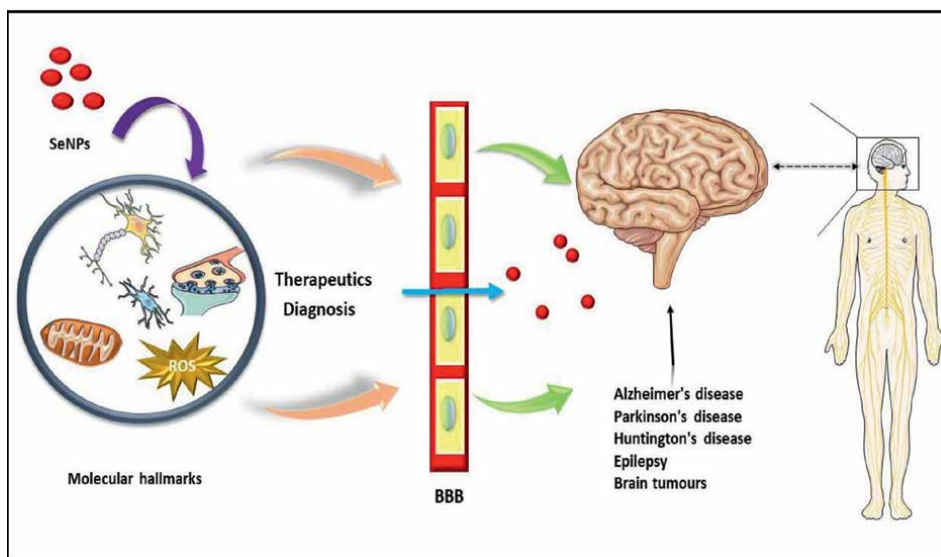 SeNPs
ROS
Molecular hallmarks
Therapeutics
Diagnosis
BBB
Alzheimer's disease
Parkinson's disease
Huntington's disease
Epilepsy
Brain tumours